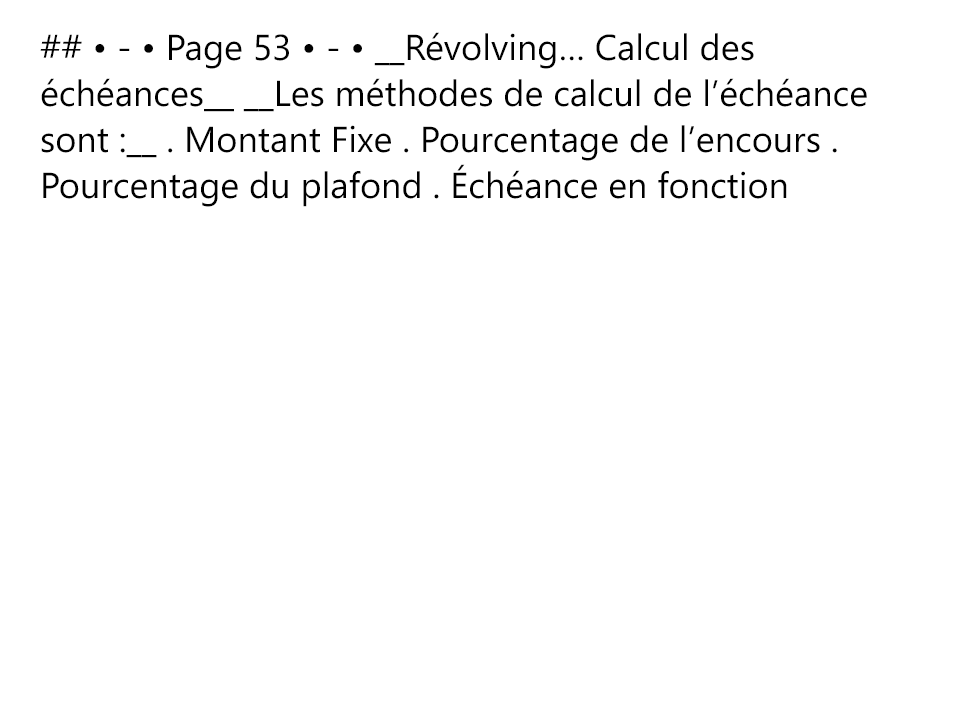 ## • - • Page 53 • - • __Révolving… Calcul des
échéances__ __Les méthodes de calcul de l’échéance
sont :__ . Montant Fixe . Pourcentage de l’encours .
Pourcentage du plafond . Échéance en fonction